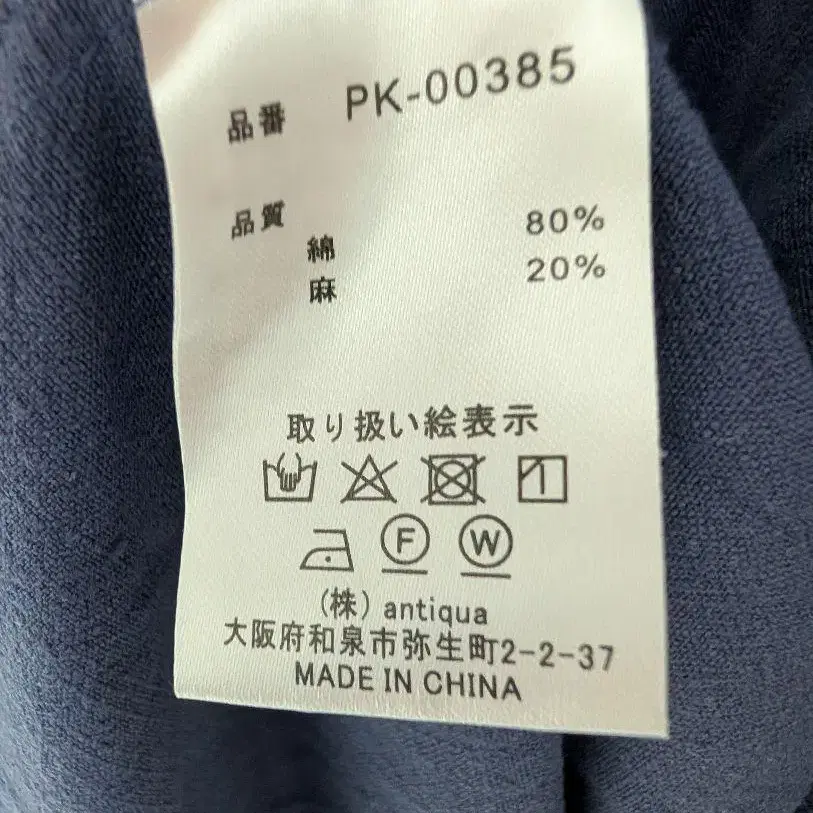 品番 PK-00385
品質
綿 80%
麻 20%
取り扱い絵表示
F W
(株) antiqua
大阪府和泉市弥生町2-2-37
MADE IN CHINA